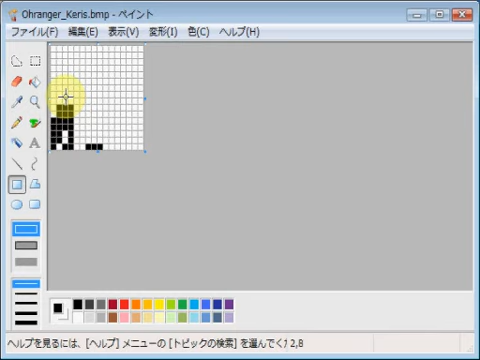 Ohranger_Keris.bmp - ペイント
ファイル(F) 編集(E) 表示(V) 変形(I) 色(C) ヘルプ(H)
A
ヘルプを見るには、[ヘルプ] メニューの [トピックの検索] を選んでく 2,8